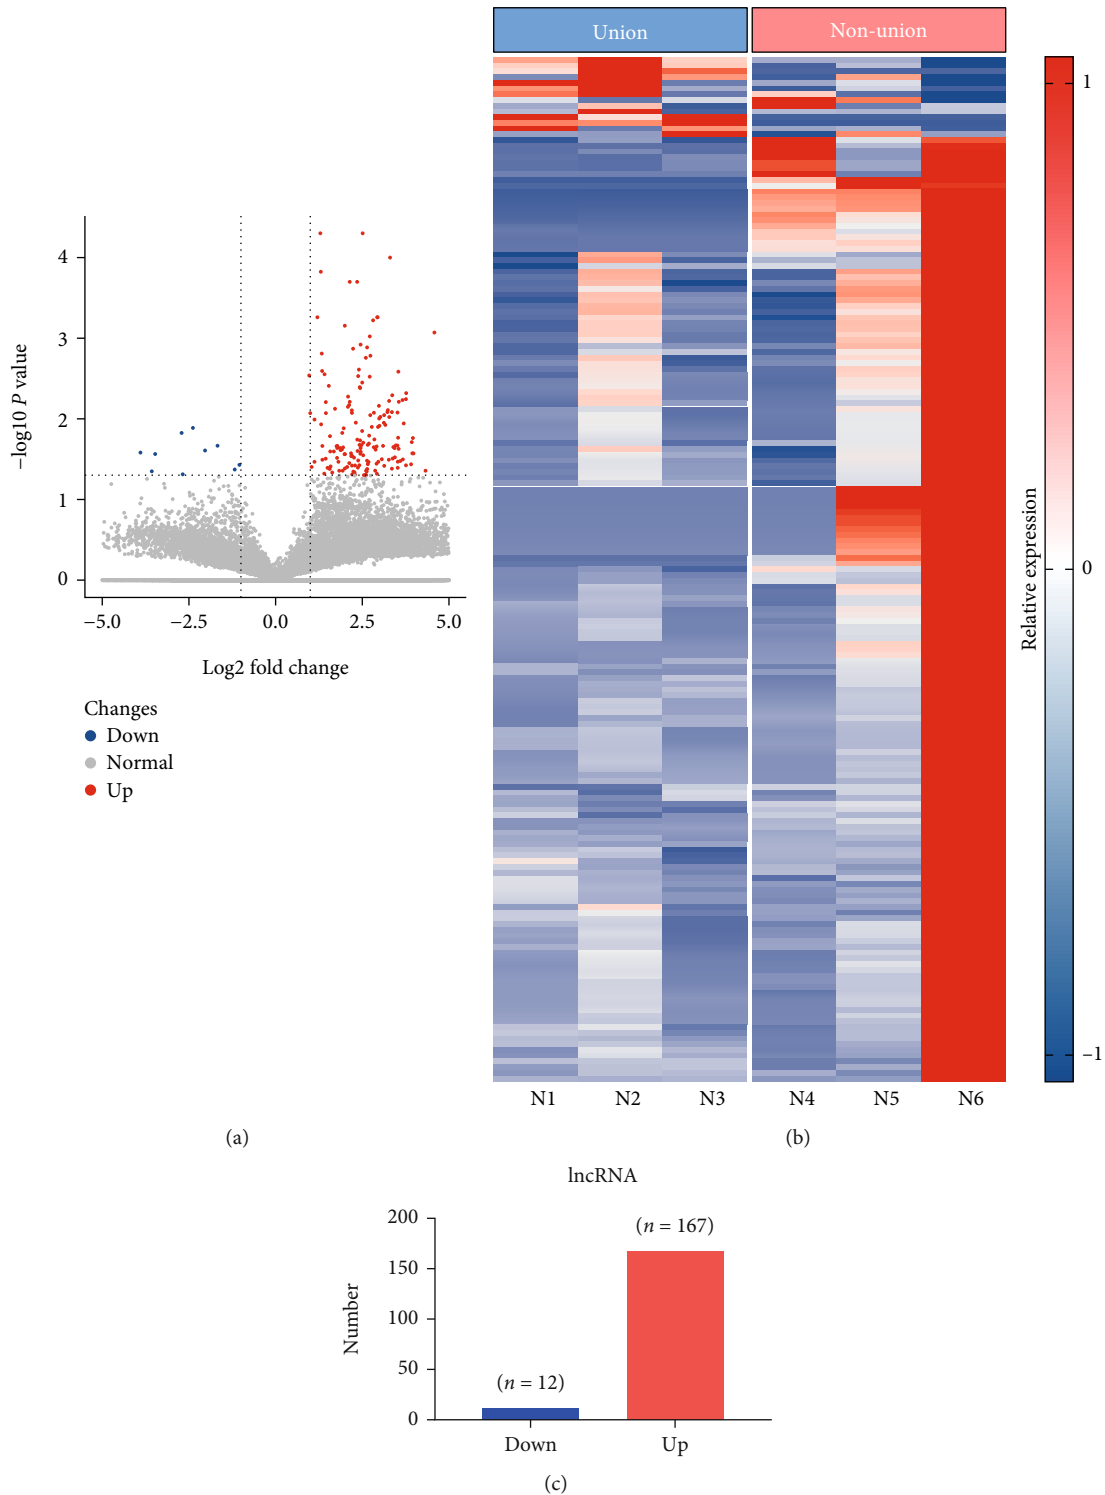 4
3
2
1
0
−log10 P value
−5.0 −2.5 0.0 2.5 5.0
Log2 fold change
Changes
Down
Normal
Up
(a)
Union Non-union
N1 N2 N3 N4 N5 N6
1
0
−1
Relative expression
(b)
lncRNA
200
150
100
50
0
Number
(n = 12)
(n = 167)
Down Up
(c)